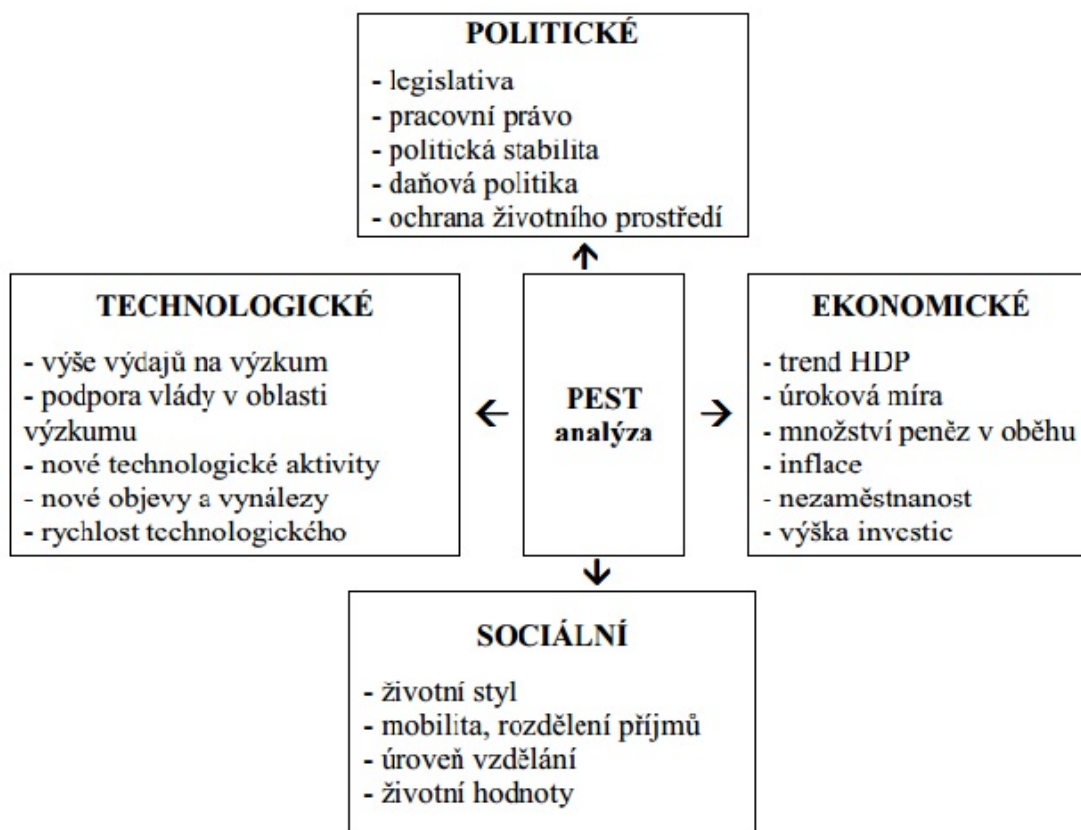 POLITICKÉ
- legislativa
- pracovní právo
- politická stabilita
- daňová politika
- ochrana životního prostředí
TECHNOLOGICKÉ
- výše výdajů na výzkum
- podpora vlády v oblasti
výzkumu
- nové technologické aktivity
- nové objevy a vynálezy
- rychlost technologického
PEST
analýza
EKONOMICKÉ
- trend HDP
- úroková míra
- množství peněz v oběhu
- inflace
- nezaměstnanost
- výška investic
SOCIÁLNÍ
- životní styl
- mobilita, rozdělení příjmů
- úroveň vzdělání
- životní hodnoty